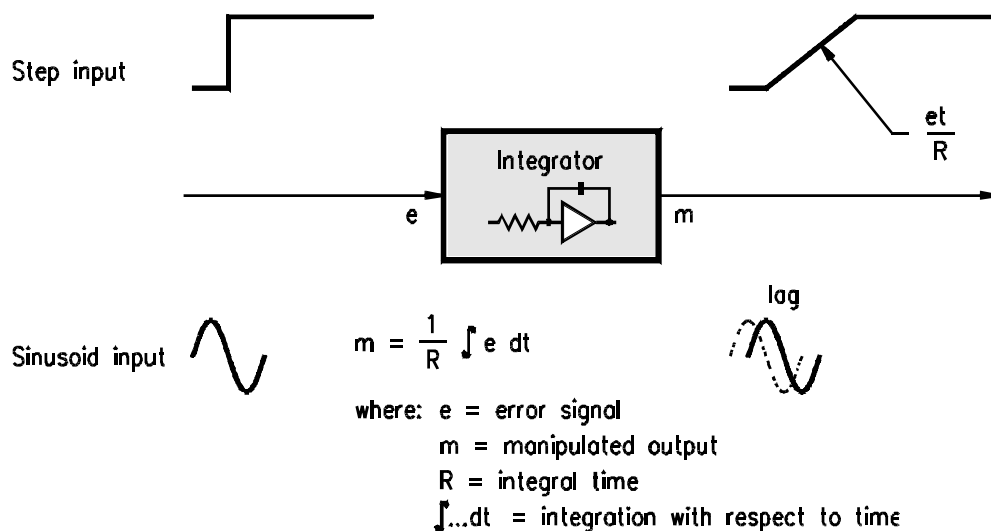 Step input
et
R
Integrator
e
m
lag
Sinusoid input
m = 1/R ∫ e dt
where: e = error signal
m = manipulated output
R = integral time
∫...dt = integration with respect to time